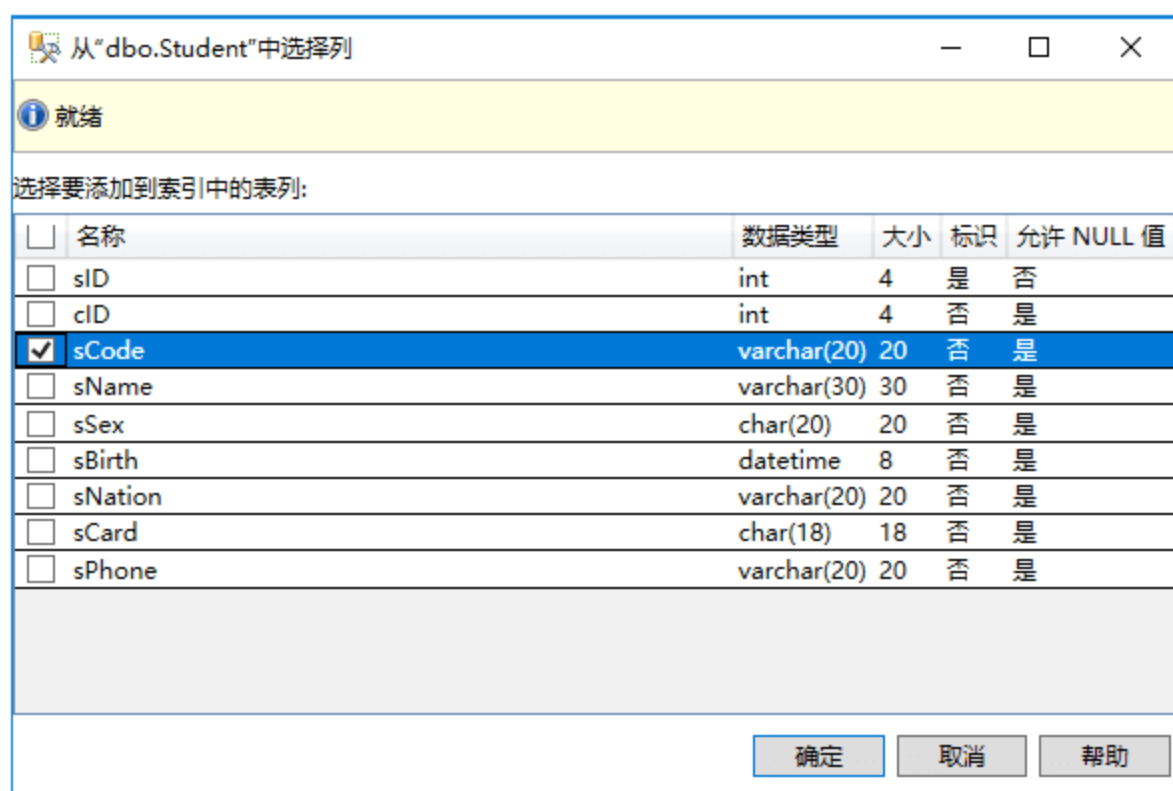 从“dbo.Student”中选择列
就绪
选择要添加到索引中的表列:
名称 数据类型 大小 标识 允许 NULL 值
sID int 4 是 否
cID int 4 否 是
sCode varchar(20) 20 否 是
sName varchar(30) 30 否 是
sSex char(20) 20 否 是
sBirth datetime 8 否 是
sNation varchar(20) 20 否 是
sCard char(18) 18 否 是
sPhone varchar(20) 20 否 是
确定 取消 帮助